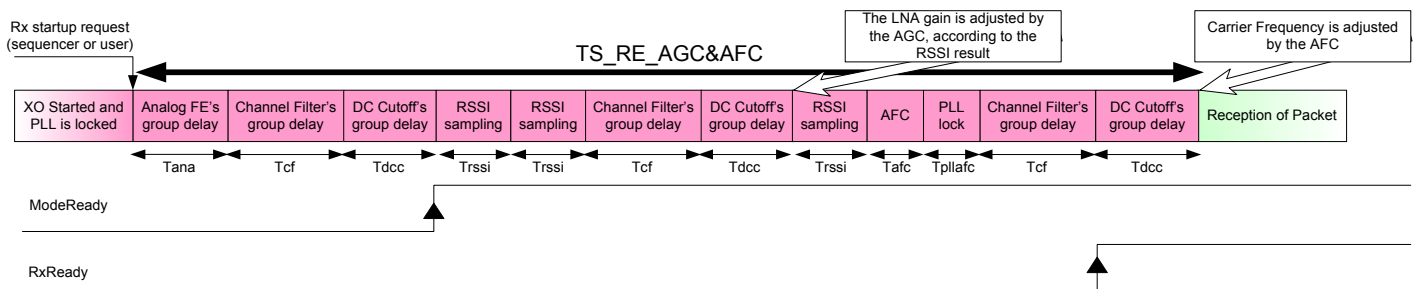 Rx startup request
(sequencer or user)
TS_RE_AGC&AFC
The LNA gain is adjusted by
the AGC, according to the
RSSI result
Carrier Frequency is adjusted
by the AFC
XO Started and
PLL is locked
Analog FE's
group delay
Channel Filter's
group delay
DC Cutoff's
group delay
RSSI
sampling
RSSI
sampling
Channel Filter's
group delay
DC Cutoff's
group delay
RSSI
sampling
AFC
PLL
lock
Channel Filter's
group delay
DC Cutoff's
group delay
Reception of Packet
Tana
Tcf
Tdcc
Trssi
Trssi
Tcf
Tdcc
Trssi
Tafc
Tpllafc
Tcf
Tdcc
ModeReady
RxReady